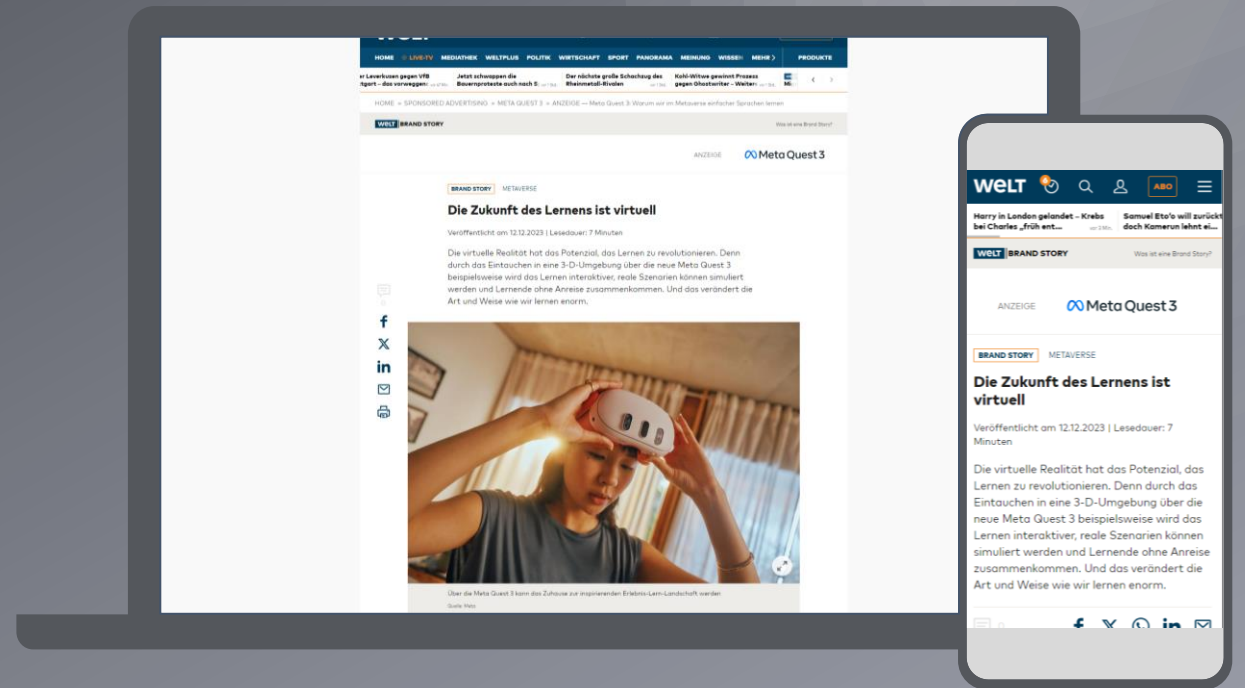 HOME LIVE-TV MEDIATHEK WELTPLUS POLITIK WIRTSCHAFT SPORT PANORAMA MEINUNG WISSEN MEHR PRODUKTE
er Leverkusen gegen VfB
tgart – das vorweggen
Jetzt schwappen die
Bauernproteste auch nach S
Der nächste große Schachzug des
Rheinmetall-Rivalen
Kohl-Witwe gewinnt Prozess
gegen Ghostwriter – Weiter
HOME » SPONSORED ADVERTISING » META QUEST 3 » ANZEIGE — Meta Quest 3: Warum wir im Metaverse einfacher Sprachen lernen
WELT BRAND STORY
Was ist eine Brand Story?
ANZEIGE
Meta Quest 3
BRAND STORY METAVERSE
Die Zukunft des Lernens ist virtuell
Veröffentlicht am 12.12.2023 | Lesedauer: 7 Minuten
Die virtuelle Realität hat das Potenzial, das Lernen zu revolutionieren. Denn
durch das Eintauchen in eine 3-D-Umgebung über die neue Meta Quest 3
beispielsweise wird das Lernen interaktiver, reale Szenarien können simuliert
werden und Lernende ohne Anreise zusammenkommen. Und das verändert die
Art und Weise wie wir lernen enorm.
Über die Meta Quest 3 kann das Zuhause zur inspirierenden Erlebnis-Lern-Landschaft werden
Quelle: Meta
WELT
ABO
Harry in London gelandet – Krebs
bei Charles „früh ent...
Samuel Eto'o will zurückt
doch Kamerun lehnt ei...
WELT BRAND STORY
Was ist eine Brand Story?
ANZEIGE
Meta Quest 3
BRAND STORY METAVERSE
Die Zukunft des Lernens ist
virtuell
Veröffentlicht am 12.12.2023 | Lesedauer: 7
Minuten
Die virtuelle Realität hat das Potenzial, das
Lernen zu revolutionieren. Denn durch das
Eintauchen in eine 3-D-Umgebung über die
neue Meta Quest 3 beispielsweise wird das
Lernen interaktiver, reale Szenarien können
simuliert werden und Lernende ohne Anreise
zusammenkommen. Und das verändert die
Art und Weise wie wir lernen enorm.